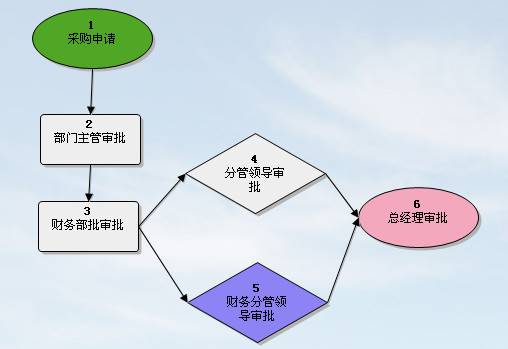 1
采购申请
2
部门主管审批
3
财务部批审批
4
分管领导审
批
5
财务分管领
导审批
6
总经理审批